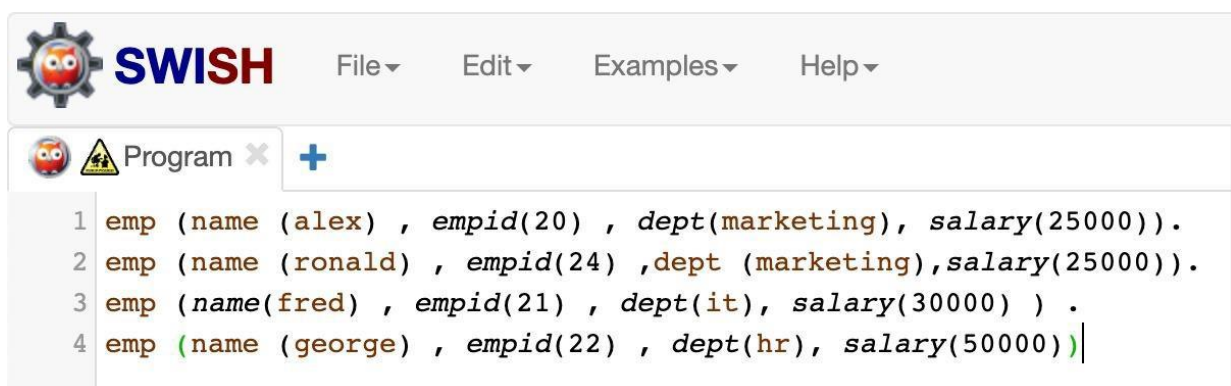 SWISH File Edit Examples Help
Program
1 emp (name (alex) , empid(20) , dept(marketing), salary(25000)).
2 emp (name (ronald) , empid(24) ,dept (marketing),salary(25000)).
3 emp (name(fred) , empid(21) , dept(it), salary(30000) ) .
4 emp (name (george) , empid(22) , dept(hr), salary(50000))